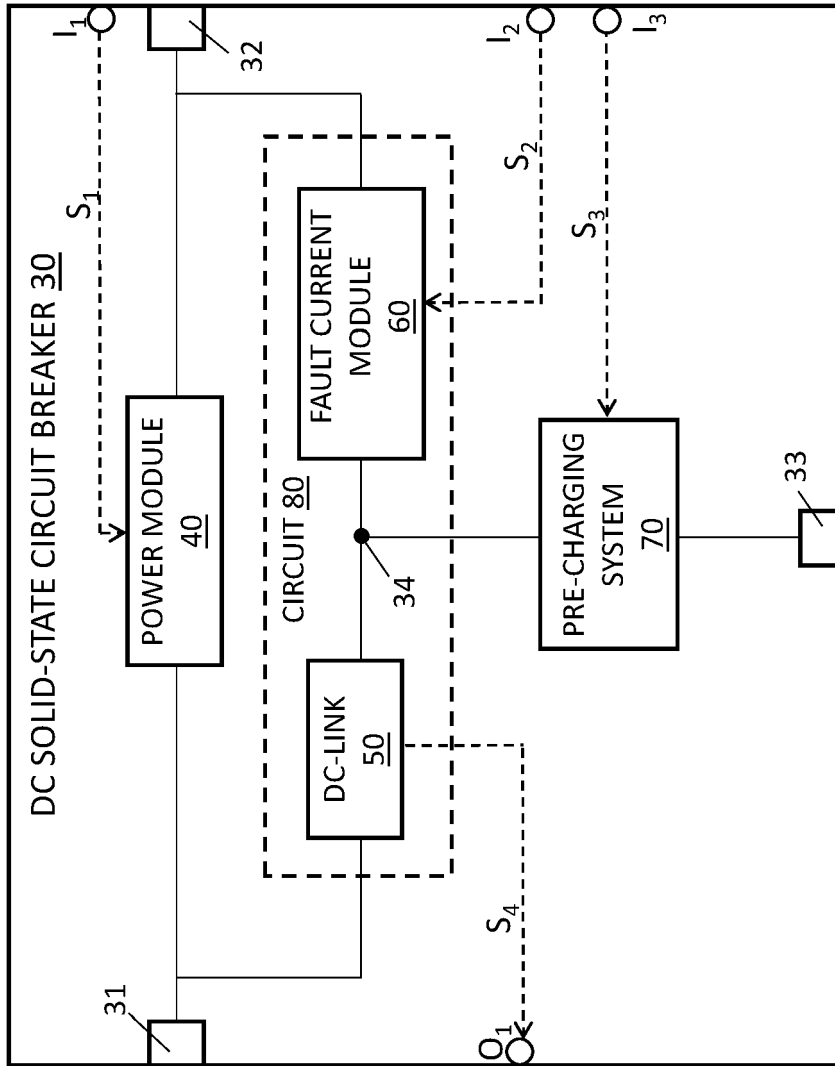 DC SOLID-STATE CIRCUIT BREAKER 30
31
32
I1
S1
POWER MODULE
40
CIRCUIT 80
DC-LINK
50
34
FAULT CURRENT
MODULE
60
S2
I2
S3
I3
S4
O1
PRE-CHARGING
SYSTEM
70
33